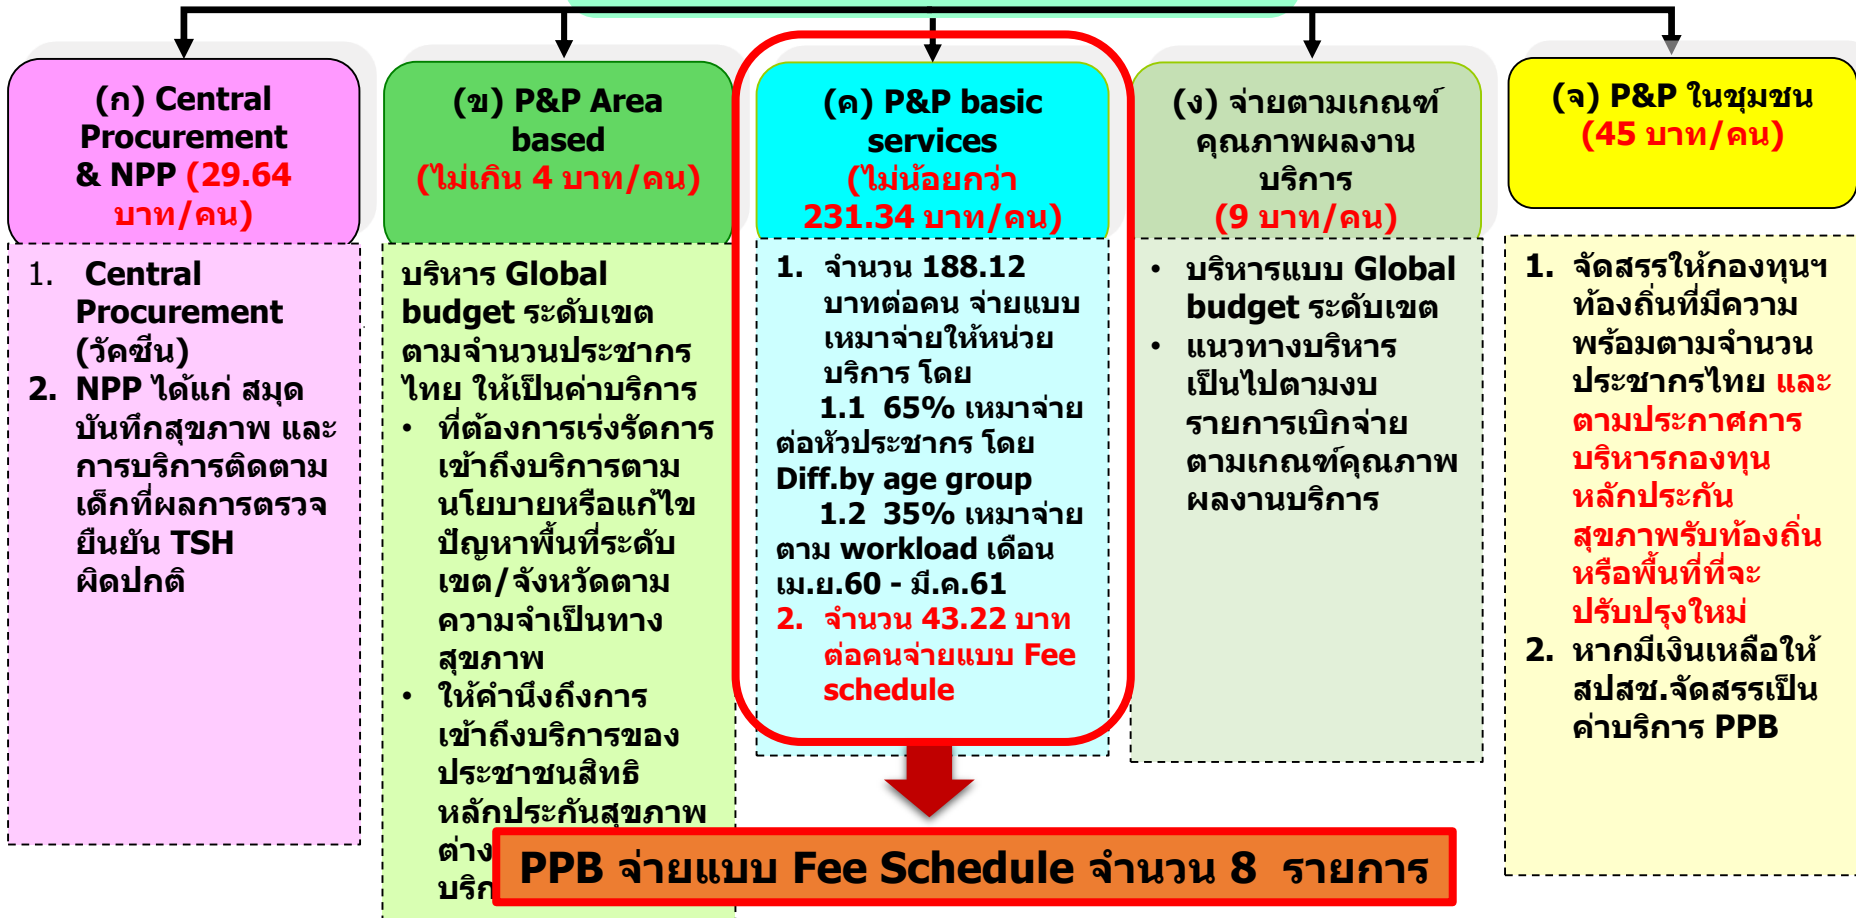 (ก) Central
Procurement
& NPP (29.64
บาท/คน)
1. Central
Procurement
(วัคซีน)
2. NPP ได้แก่ สมุด
บันทึกสุขภาพ และ
การบริการติดตาม
เด็กที่ผลการตรวจ
ยืนยัน TSH
ผิดปกติ
(ข) P&P Area
based
(ไม่เกิน 4 บาท/คน)
บริหาร Global
budget ระดับเขต
ตามจำนวนประชากร
ไทย ให้เป็นค่าบริการ
• ที่ต้องการเร่งรัดการ
เข้าถึงบริการตาม
นโยบายหรือแก้ไข
ปัญหาพื้นที่ระดับ
เขต/จังหวัดตาม
ความจำเป็นทาง
สุขภาพ
• ให้คำนึงถึงการ
เข้าถึงบริการของ
ประชาชนสิทธิ
หลักประกันสุขภาพ
ต่าง
(ค) P&P basic
services
(ไม่น้อยกว่า
231.34 บาท/คน)
1. จำนวน 188.12
บาทต่อคน จ่ายแบบ
เหมาจ่ายให้หน่วย
บริการ โดย
1.1 65% เหมาจ่าย
ต่อหัวประชากร โดย
Diff.by age group
1.2 35% เหมาจ่าย
ตาม workload เดือน
เม.ย.60 - มี.ค.61
2. จำนวน 43.22 บาท
ต่อคนจ่ายแบบ Fee
schedule
(ง) จ่ายตามเกณฑ์
คุณภาพผลงาน
บริการ
(9 บาท/คน)
• บริหารแบบ Global
budget ระดับเขต
• แนวทางบริหาร
เป็นไปตามงบ
รายการเบิกจ่าย
ตามเกณฑ์คุณภาพ
ผลงานบริการ
(จ) P&P ในชุมชน
(45 บาท/คน)
1. จัดสรรให้กองทุนฯ
ท้องถิ่นที่มีความ
พร้อมตามจำนวน
ประชากรไทย และ
ตามประกาศการ
บริหารกองทุน
หลักประกัน
สุขภาพรับท้องถิ่น
หรือพื้นที่ที่จะ
ปรับปรุงใหม่
2. หากมีเงินเหลือให้
สปสช.จัดสรรเป็น
ค่าบริการ PPB
PPB จ่ายแบบ Fee Schedule จำนวน 8 รายการ